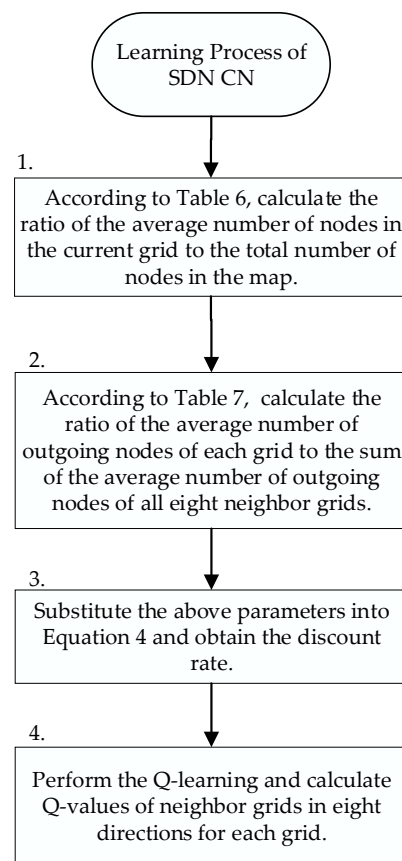 Learning Process of
SDN CN
1.
According to Table 6, calculate the
ratio of the average number of nodes in
the current grid to the total number of
nodes in the map.
2.
According to Table 7, calculate the
ratio of the average number of
outgoing nodes of each grid to the sum
of the average number of outgoing
nodes of all eight neighbor grids.
3.
Substitute the above parameters into
Equation 4 and obtain the discount
rate.
4.
Perform the Q-learning and calculate
Q-values of neighbor grids in eight
directions for each grid.